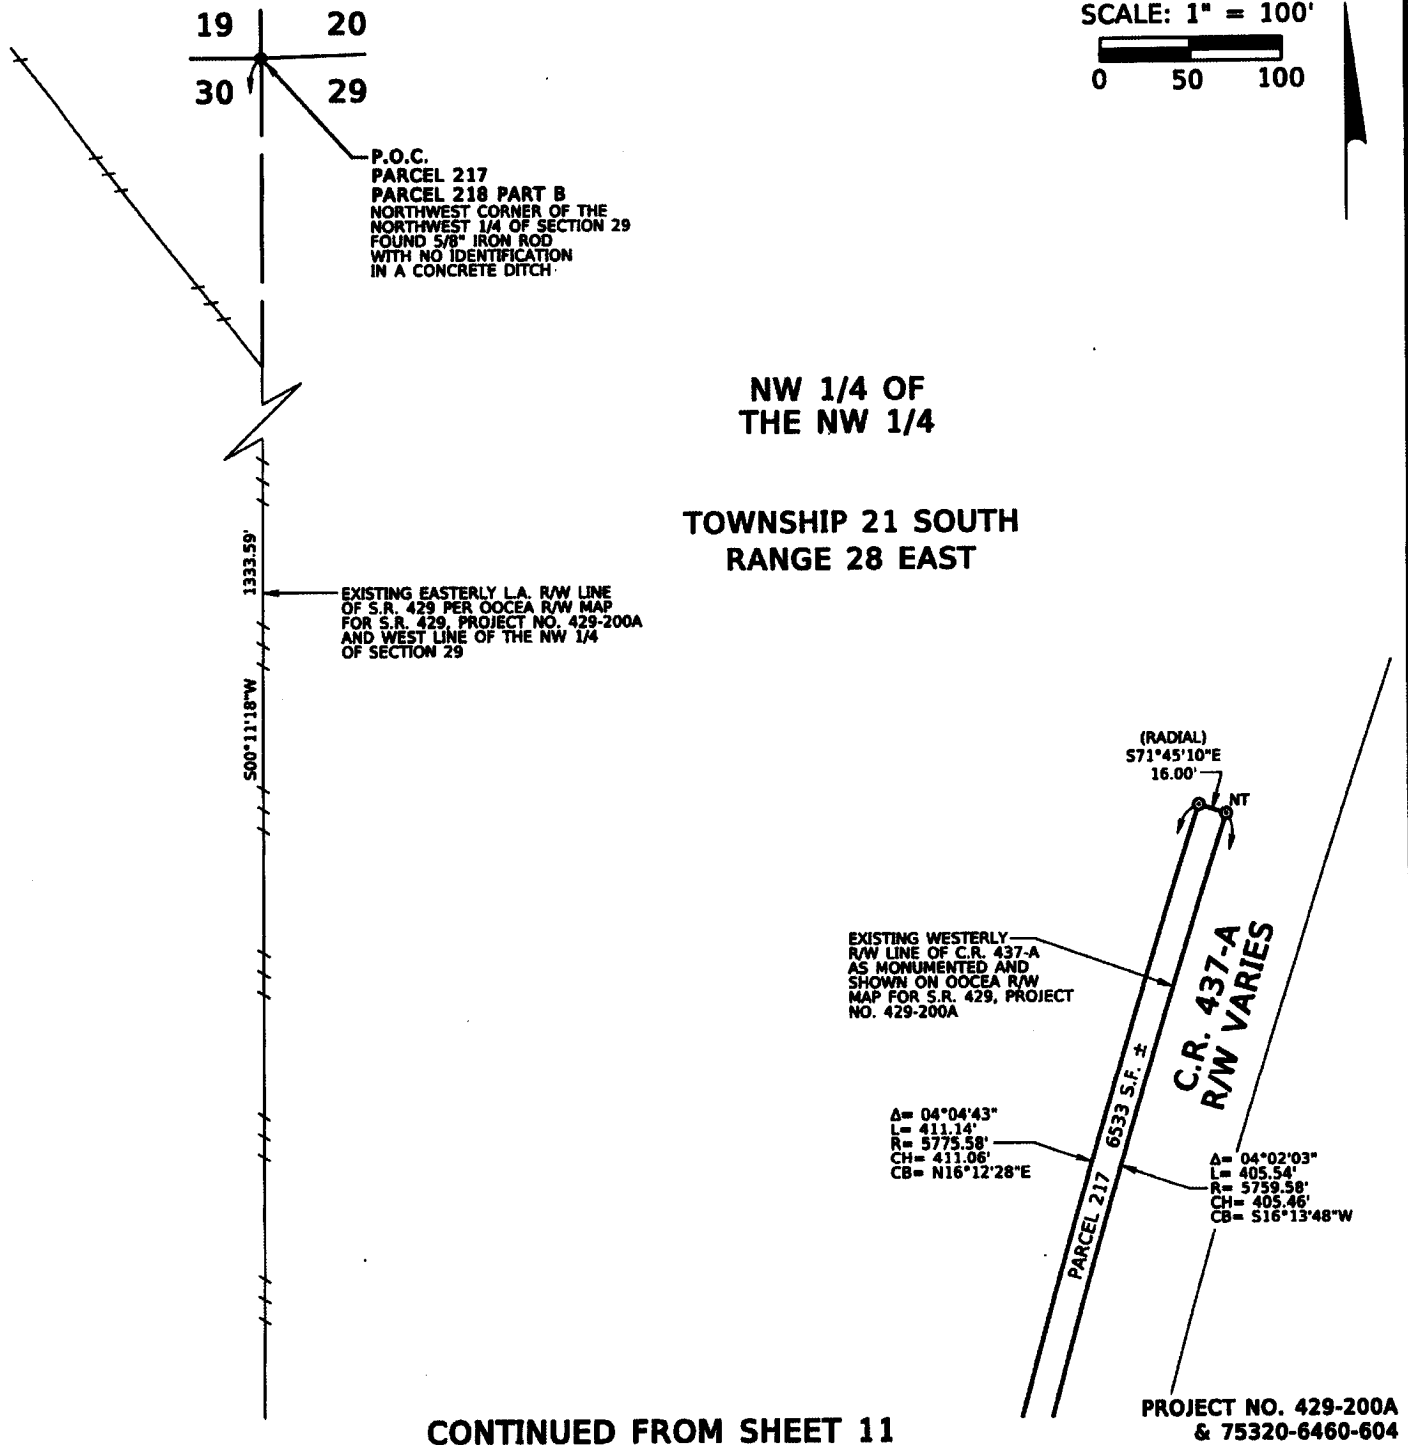 19 20
30 29
SCALE: 1" = 100'
0 50 100
P.O.C.
PARCEL 217
PARCEL 218 PART B
NORTHWEST CORNER OF THE
NORTHWEST 1/4 OF SECTION 29
FOUND 5/8" IRON ROD
WITH NO IDENTIFICATION
IN A CONCRETE DITCH
NW 1/4 OF
THE NW 1/4
TOWNSHIP 21 SOUTH
RANGE 28 EAST
1333.59'
S00°11'18"W
EXISTING EASTERLY L.A. R/W LINE
OF S.R. 429 PER OOCEA R/W MAP
FOR S.R. 429, PROJECT NO. 429-200A
AND WEST LINE OF THE NW 1/4
OF SECTION 29
(RADIAL)
S71°45'10"E
16.00'
NT
EXISTING WESTERLY
R/W LINE OF C.R. 437-A
AS MONUMENTED AND
SHOWN ON OOCEA R/W
MAP FOR S.R. 429, PROJECT
NO. 429-200A
C.R. 437-A
R/W VARIES
PARCEL 217 6533 S.F. ±
Δ= 04°04'43"
L= 411.14'
R= 5775.58'
CH= 411.06'
CB= N16°12'28"E
Δ= 04°02'03"
L= 405.54'
R= 5759.58'
CH= 405.46'
CB= S16°13'48"W
CONTINUED FROM SHEET 11
PROJECT NO. 429-200A
& 75320-6460-604